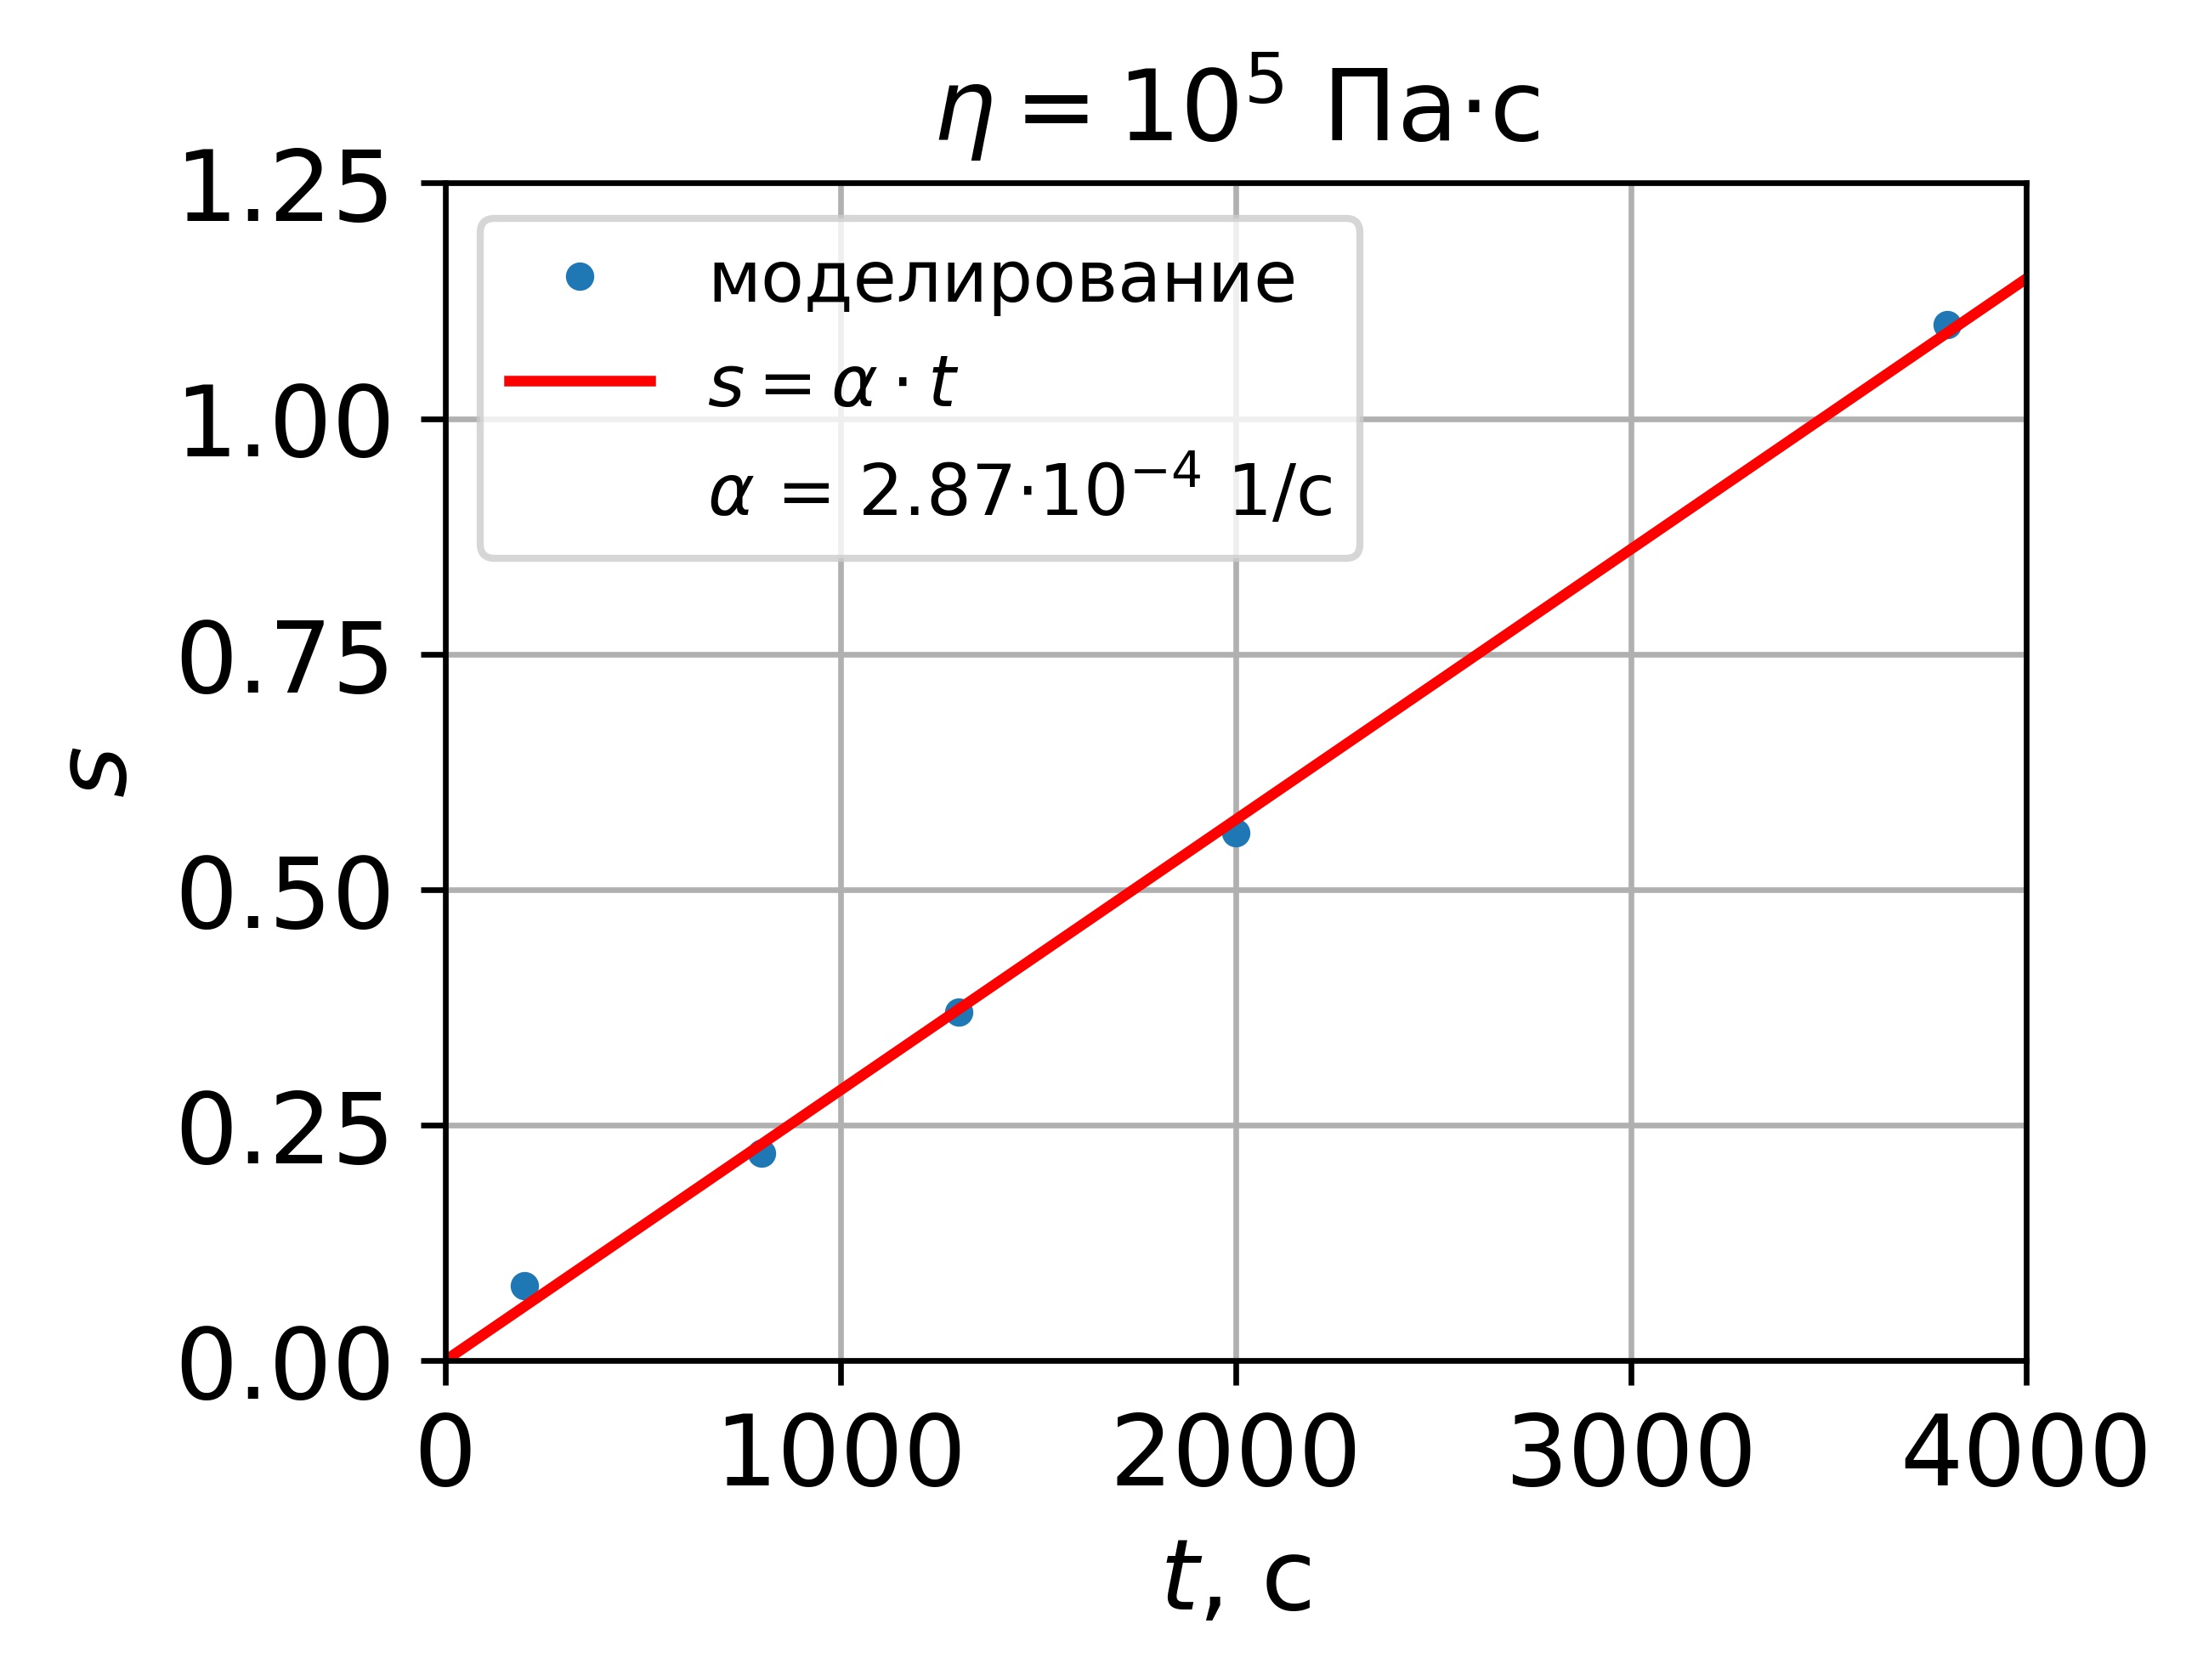 η = 10⁵ Па·с
1.25
1.00
0.75
0.50
0.25
0.00
s
моделирование
s = α · t
α = 2.87·10⁻⁴ 1/с
0 1000 2000 3000 4000
t, с